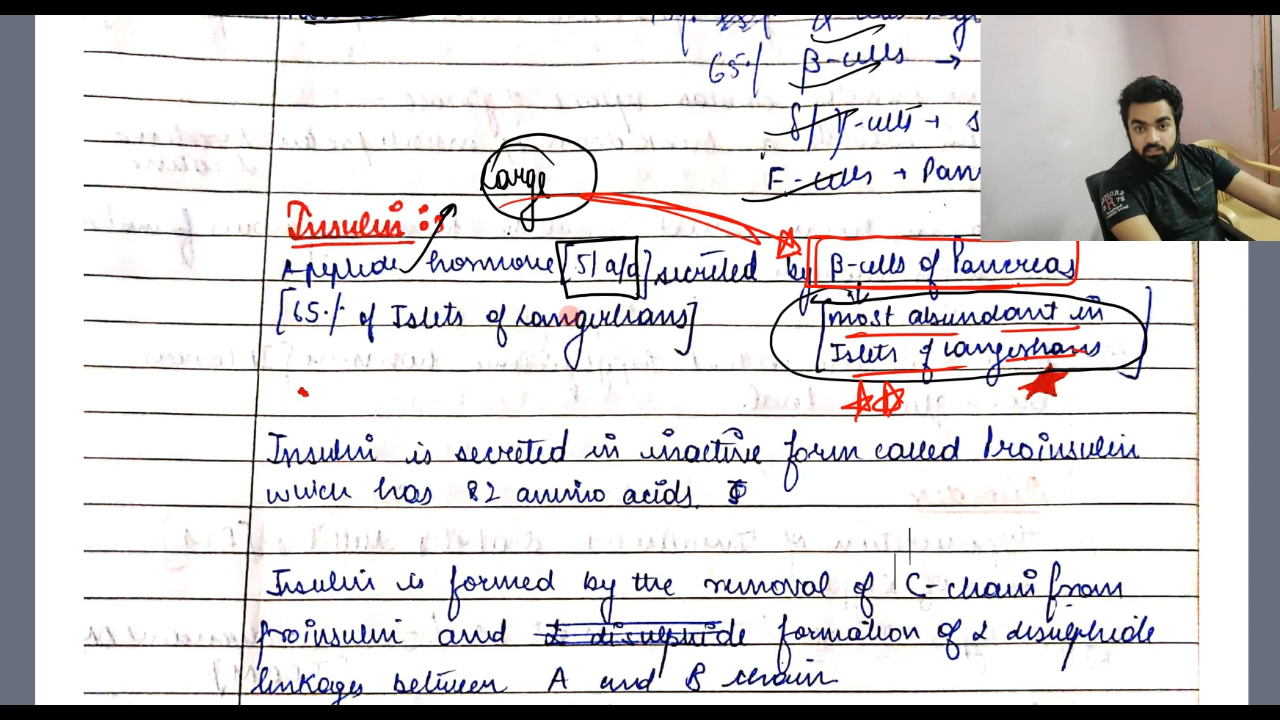 65% β-cells →
δ/γ-cells →
F-cells → Pan
Large
Insulin ::
A peptide hormone [51 a/a] secreted by β-cells of Pancreas
[65% of Islets of Langerhans] [most abundant in
Islets of Langerhans]
Insulin is secreted in inactive form called Proinsulin
which has 82 amino acids.
Insulin is formed by the removal of C-chain from
proinsulin and 2 disulphide formation of 2 disulphide
linkages between A and B chain